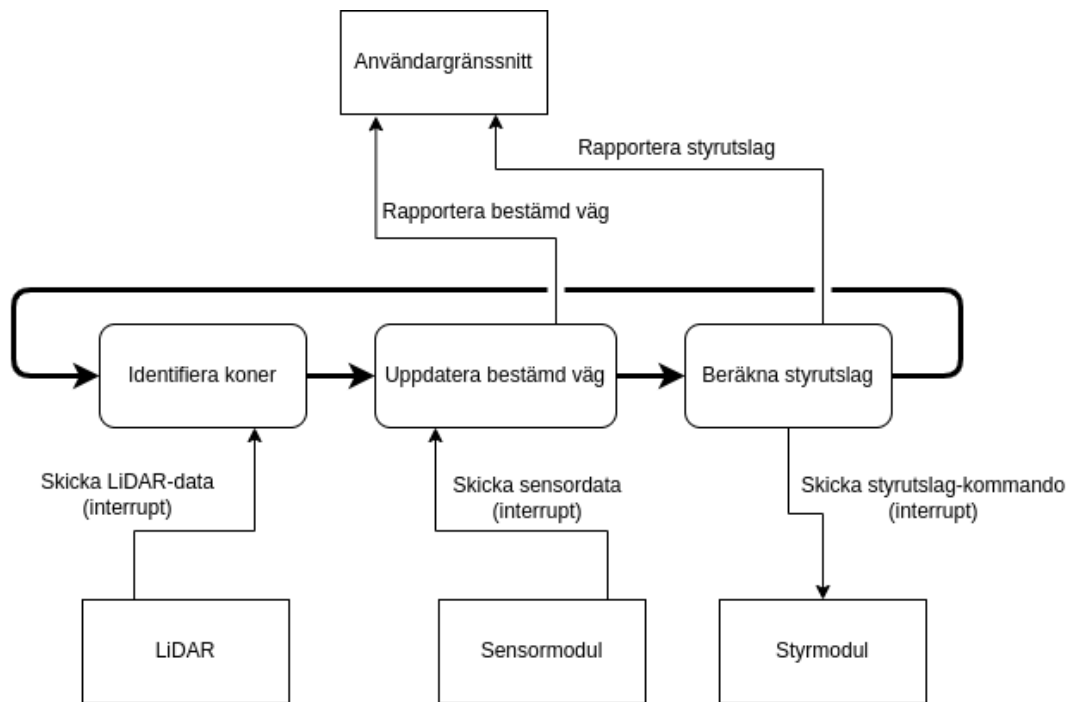 Användargränssnitt
Rapportera styrutslag
Rapportera bestämd väg
Identifiera koner
Uppdatera bestämd väg
Beräkna styrutslag
Skicka LiDAR-data
(interrupt)
Skicka sensordata
(interrupt)
Skicka styrutslag-kommando
(interrupt)
LiDAR
Sensormodul
Styrmodul